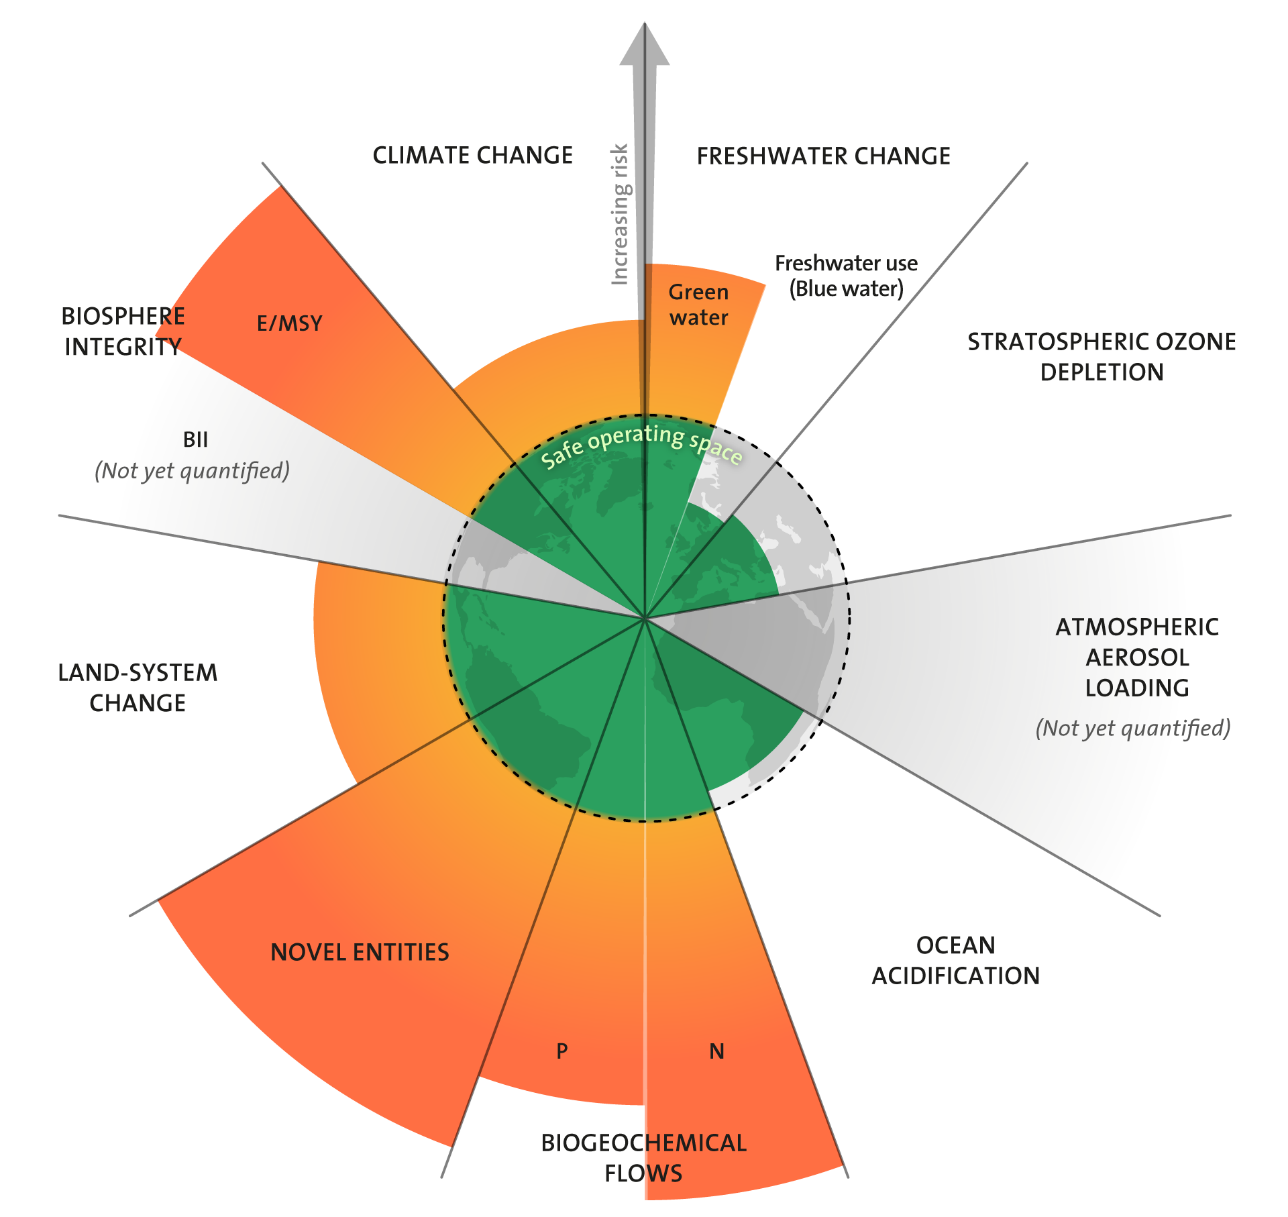 Increasing risk
CLIMATE CHANGE
FRESHWATER CHANGE
Green
water
Freshwater use
(Blue water)
STRATOSPHERIC OZONE
DEPLETION
ATMOSPHERIC
AEROSOL
LOADING
(Not yet quantified)
OCEAN
ACIDIFICATION
N
P
BIOGEOCHEMICAL
FLOWS
NOVEL ENTITIES
LAND-SYSTEM
CHANGE
BII
(Not yet quantified)
BIOSPHERE
INTEGRITY
E/MSY
Safe operating space